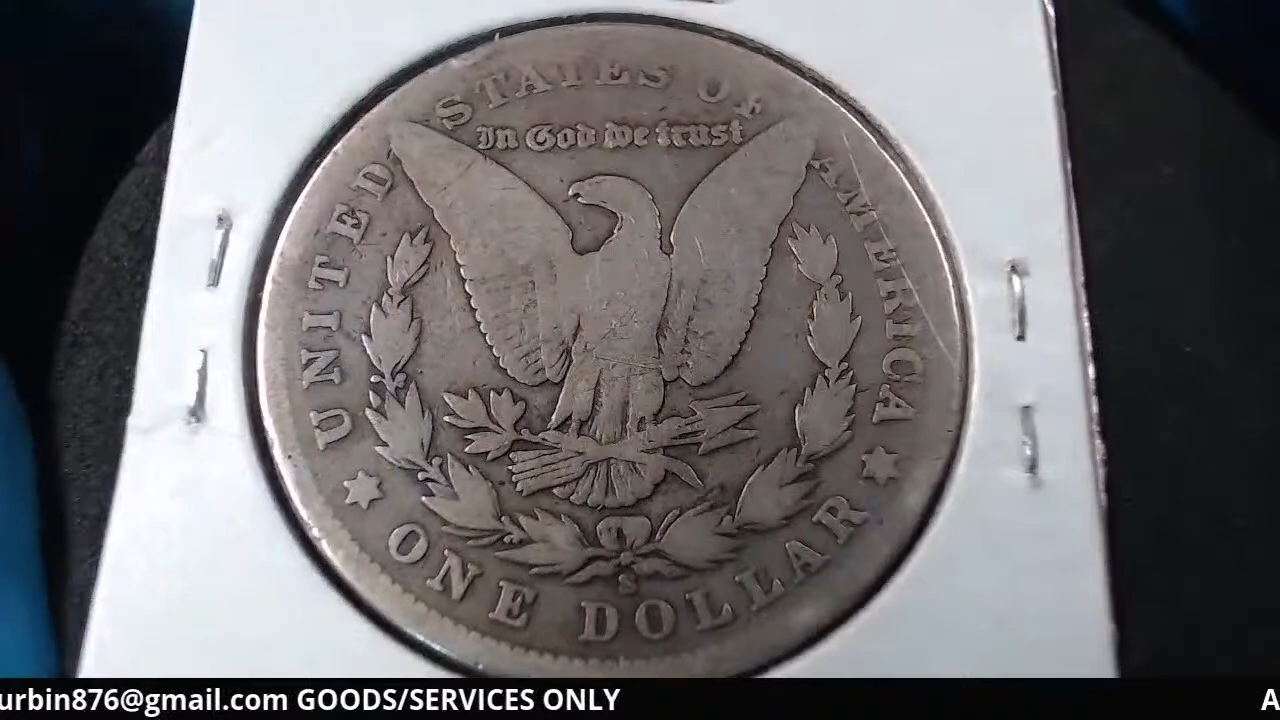 UNITED STATES OF AMERICA
In God we trust
S
ONE DOLLAR
urbin876@gmail.com GOODS/SERVICES ONLY
A